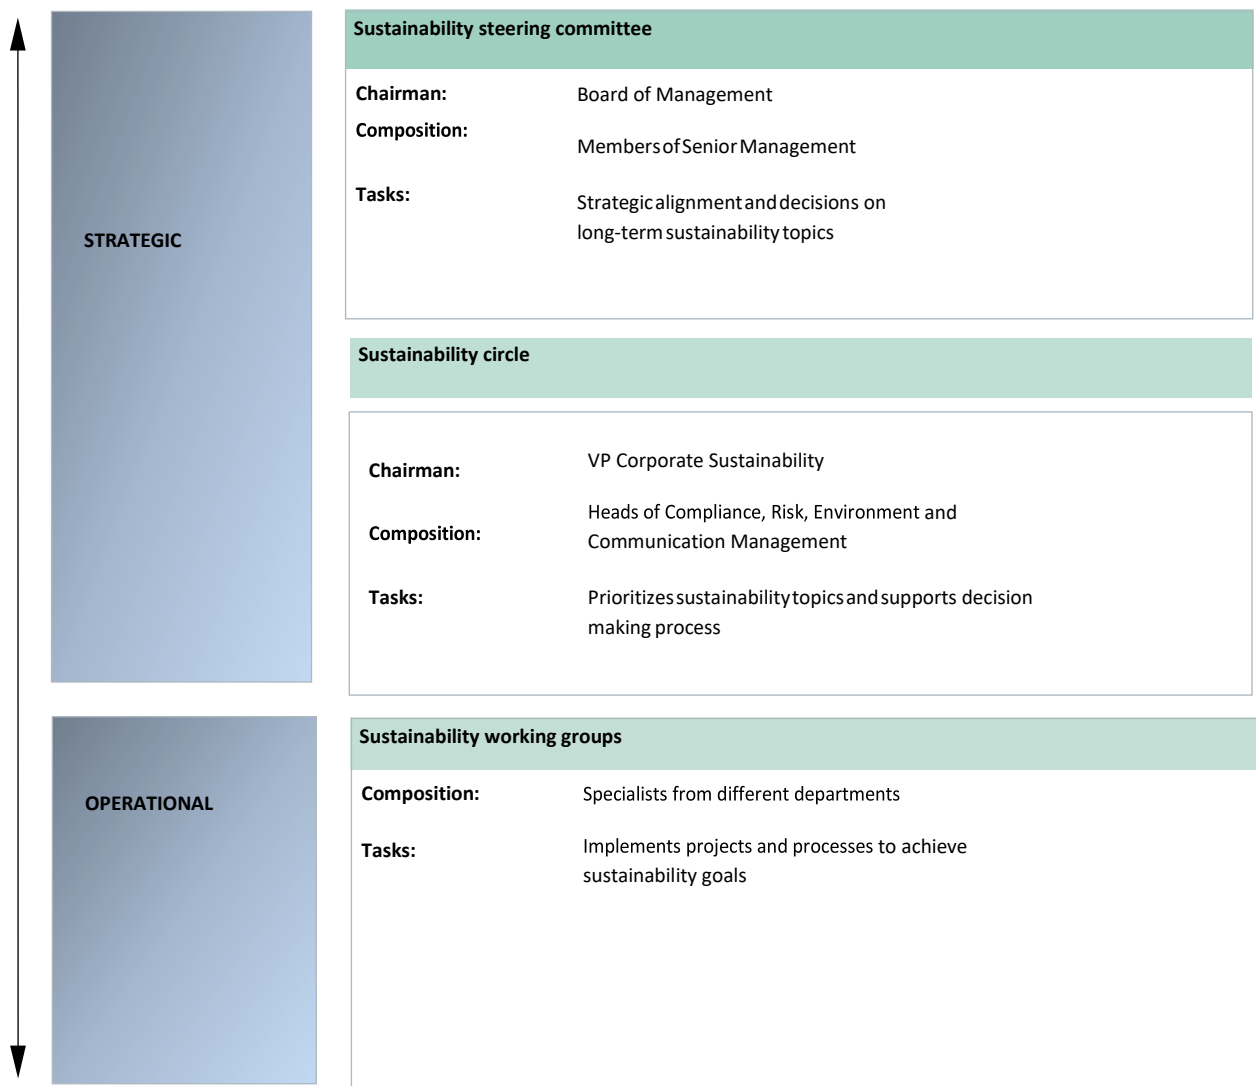 Sustainability steering committee
Chairman: Board of Management
Composition: Members of Senior Management
STRATEGIC
Tasks: Strategic alignment and decisions on
long-term sustainability topics
Sustainability circle
Chairman: VP Corporate Sustainability
Composition: Heads of Compliance, Risk, Environment and
Communication Management
Tasks: Prioritizes sustainability topics and supports decision
making process
Sustainability working groups
OPERATIONAL
Composition: Specialists from different departments
Tasks: Implements projects and processes to achieve
sustainability goals